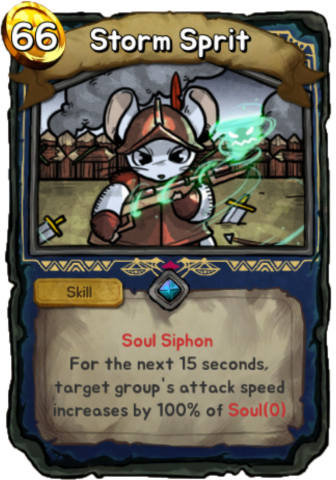 66
Storm Sprit
Skill
Soul Siphon
For the next 15 seconds,
target group's attack speed
increases by 100% of Soul(0)